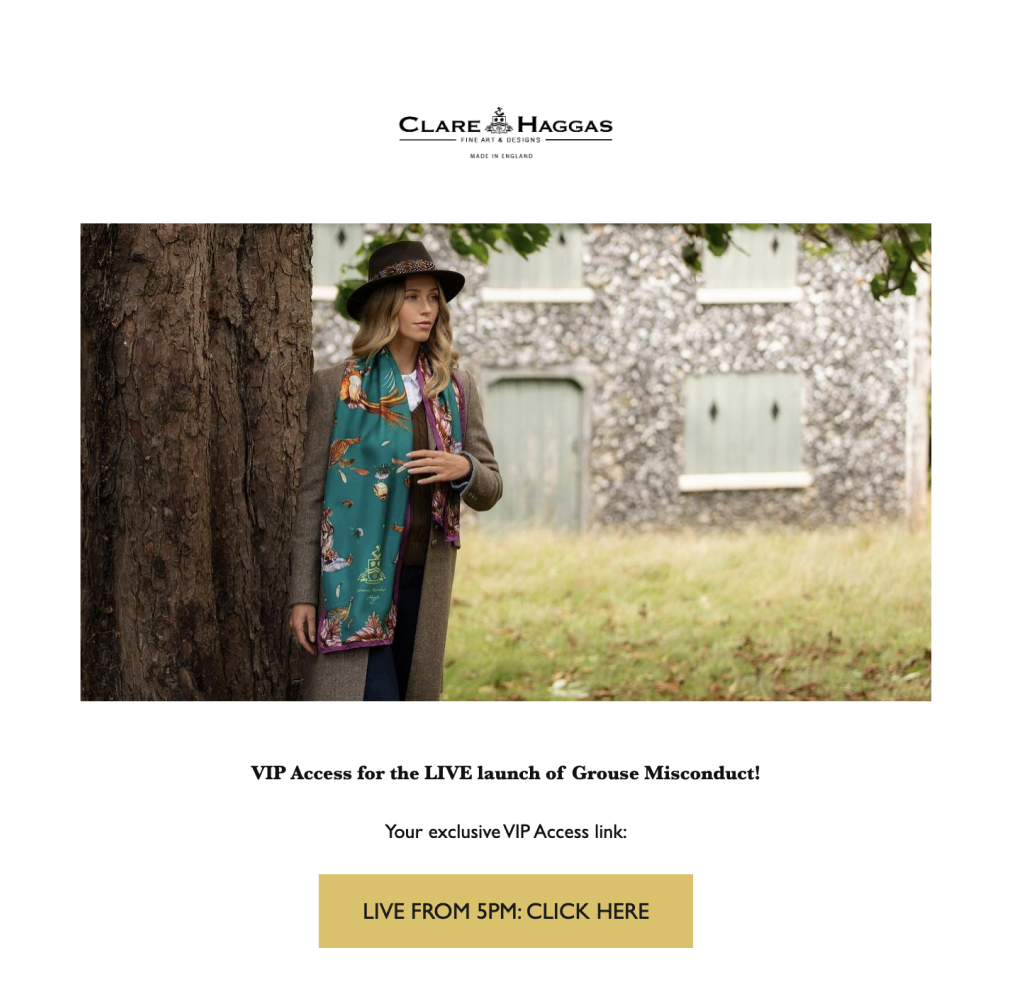 CLARE HAGGAS
FINE ART & DESIGNS
MADE IN ENGLAND
VIP Access for the LIVE launch of Grouse Misconduct!
Your exclusive VIP Access link:
LIVE FROM 5PM: CLICK HERE